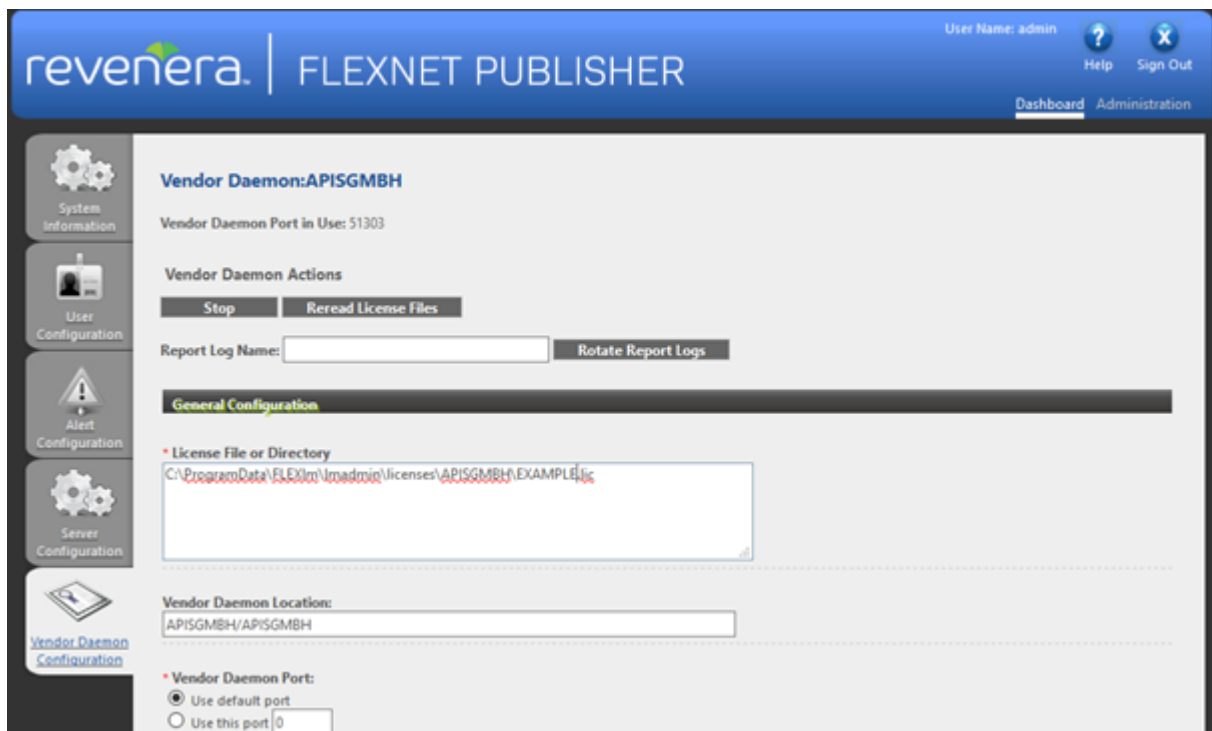 User Name: admin
Help
Sign Out
revenera. | FLEXNET PUBLISHER
Dashboard Administration
System
Information
User
Configuration
Alert
Configuration
Server
Configuration
Vendor Daemon
Configuration
Vendor Daemon:APISGMBH
Vendor Daemon Port in Use: 51303
Vendor Daemon Actions
Stop Reread License Files
Report Log Name: Rotate Report Logs
General Configuration
* License File or Directory
C:\ProgramData\FLEXlm\lmadmin\licenses\APISGMBH\EXAMPLE.lic
Vendor Daemon Location:
APISGMBH/APISGMBH
* Vendor Daemon Port:
Use default port
Use this port 0